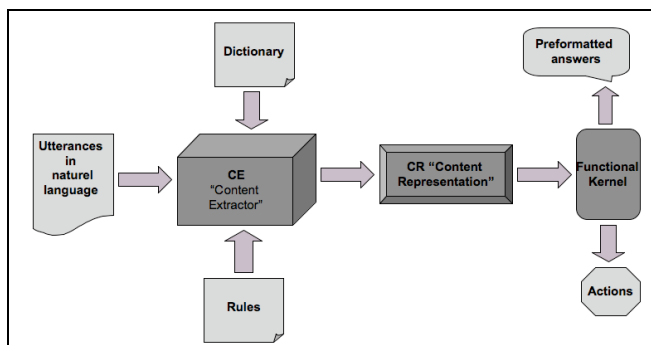 Dictionary
Preformatted
answers
Utterances
in
naturel
language
CE
"Content
Extractor"
CR "Content
Representation"
Functional
Kernel
Rules
Actions